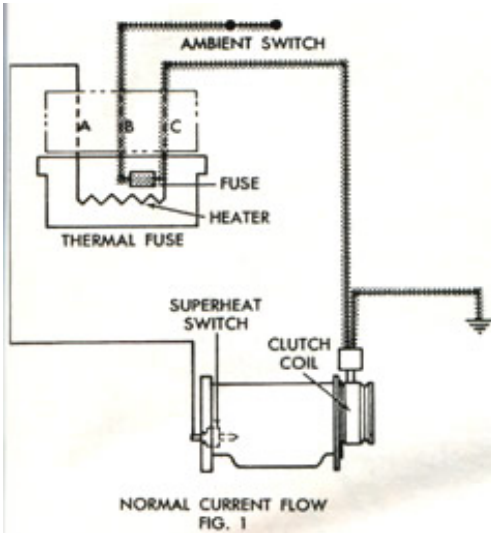 AMBIENT SWITCH
A B C
FUSE
HEATER
THERMAL FUSE
SUPERHEAT
SWITCH
CLUTCH
COIL
NORMAL CURRENT FLOW
FIG. 1